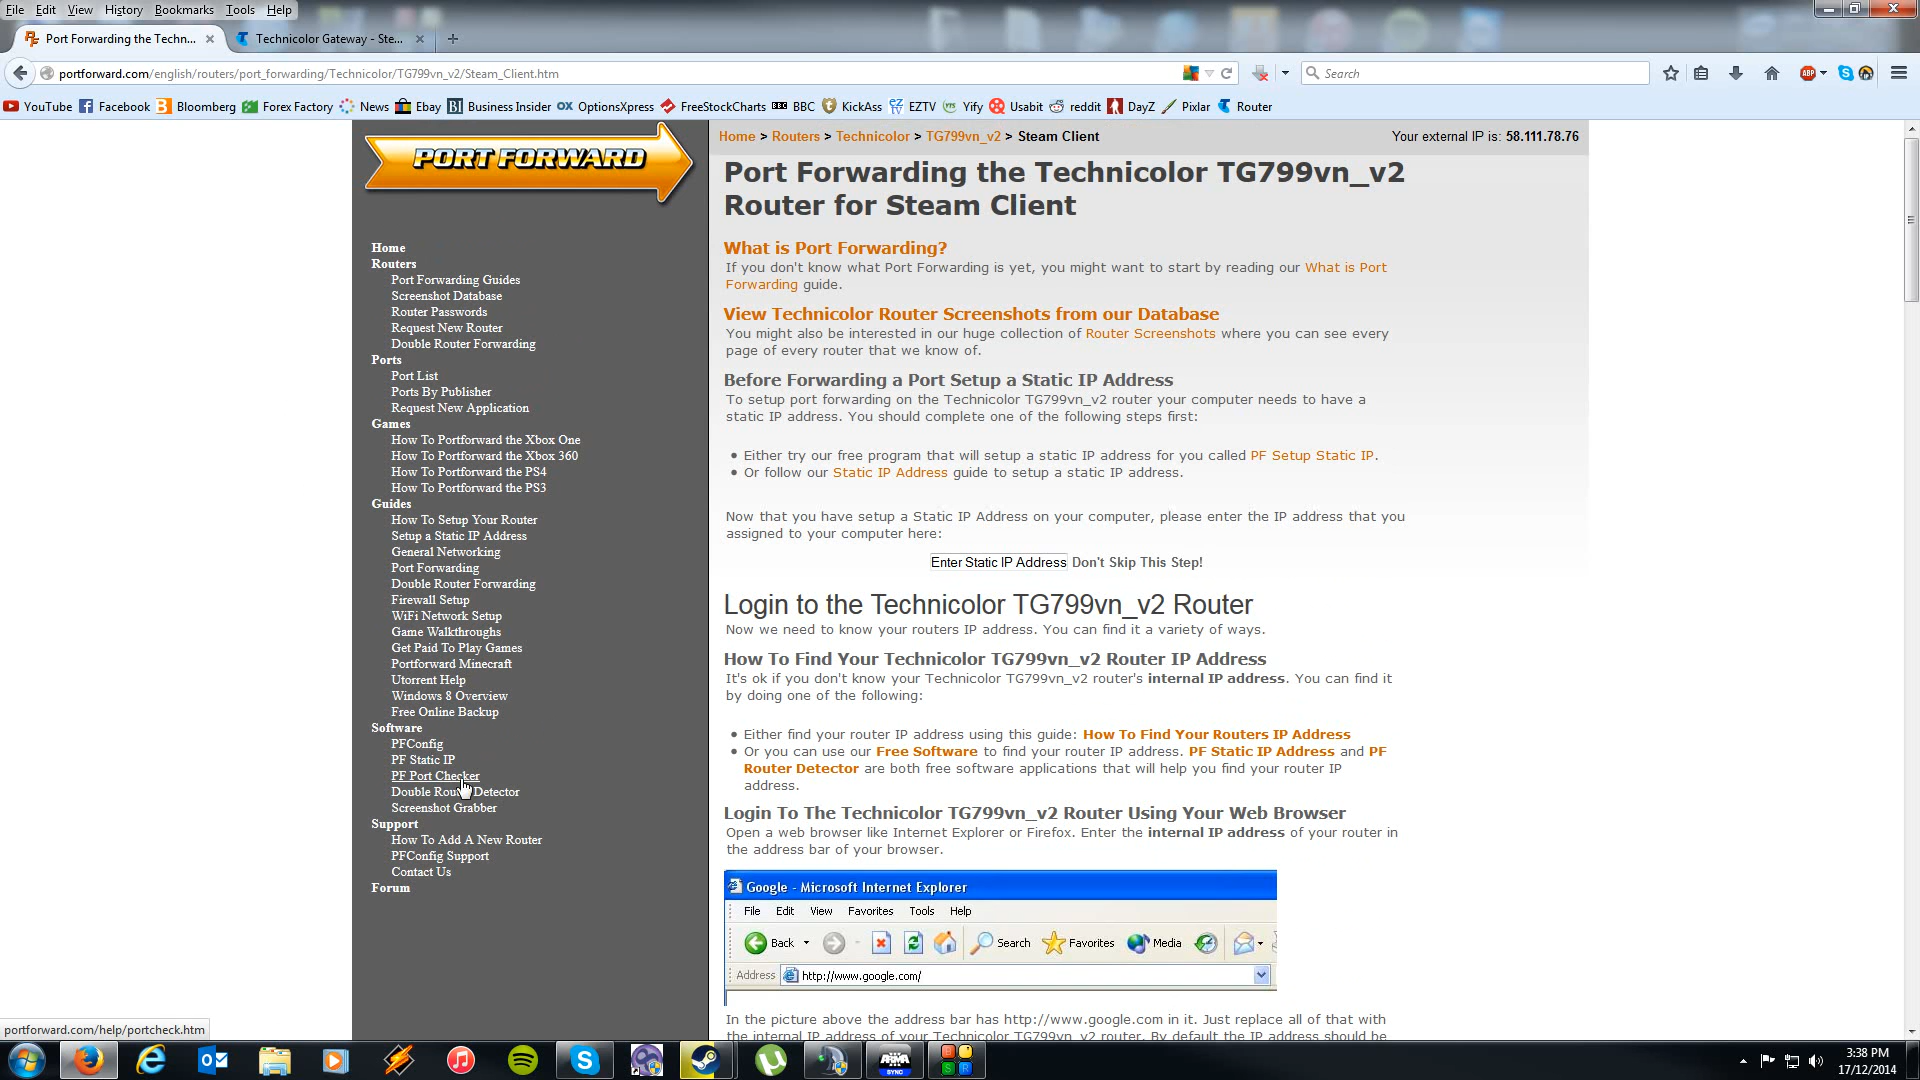 File Edit View History Bookmarks Tools Help
Port Forwarding the Techn...
Technicolor Gateway - Ste...
portforward.com/english/routers/port_forwarding/Technicolor/TG799vn_v2/Steam_Client.htm
Search
ABP
YouTube Facebook Bloomberg Forex Factory News Ebay BI Business Insider OX OptionsXpress FreeStockCharts BBC BBC KickAss EZTV Yify Usabit reddit DayZ Pixlar Router
PORT FORWARD
Home > Routers > Technicolor > TG799vn_v2 > Steam Client
Your external IP is: 58.111.78.76
Home
Routers
Port Forwarding Guides
Screenshot Database
Router Passwords
Request New Router
Double Router Forwarding
Ports
Port List
Ports By Publisher
Request New Application
Games
How To Portforward the Xbox One
How To Portforward the Xbox 360
How To Portforward the PS4
How To Portforward the PS3
Guides
How To Setup Your Router
Setup a Static IP Address
General Networking
Port Forwarding
Double Router Forwarding
Firewall Setup
WiFi Network Setup
Game Walkthroughs
Get Paid To Play Games
Portforward Minecraft
Utorrent Help
Windows 8 Overview
Free Online Backup
Software
PFConfig
PF Static IP
PF Port Checker
Double Router Detector
Screenshot Grabber
Support
How To Add A New Router
PFConfig Support
Contact Us
Forum
Port Forwarding the Technicolor TG799vn_v2
Router for Steam Client
What is Port Forwarding?
If you don't know what Port Forwarding is yet, you might want to start by reading our What is Port
Forwarding guide.
View Technicolor Router Screenshots from our Database
You might also be interested in our huge collection of Router Screenshots where you can see every
page of every router that we know of.
Before Forwarding a Port Setup a Static IP Address
To setup port forwarding on the Technicolor TG799vn_v2 router your computer needs to have a
static IP address. You should complete one of the following steps first:
Either try our free program that will setup a static IP address for you called PF Setup Static IP.
Or follow our Static IP Address guide to setup a static IP address.
Now that you have setup a Static IP Address on your computer, please enter the IP address that you
assigned to your computer here:
Enter Static IP Address Don't Skip This Step!
Login to the Technicolor TG799vn_v2 Router
Now we need to know your routers IP address. You can find it a variety of ways.
How To Find Your Technicolor TG799vn_v2 Router IP Address
It's ok if you don't know your Technicolor TG799vn_v2 router's internal IP address. You can find it
by doing one of the following:
Either find your router IP address using this guide: How To Find Your Routers IP Address
Or you can use our Free Software to find your router IP address. PF Static IP Address and PF
Router Detector are both free software applications that will help you find your router IP
address.
Login To The Technicolor TG799vn_v2 Router Using Your Web Browser
Open a web browser like Internet Explorer or Firefox. Enter the internal IP address of your router in
the address bar of your browser.
Google - Microsoft Internet Explorer
File Edit View Favorites Tools Help
Back Search Favorites Media
Address http://www.google.com/
In the picture above the address bar has http://www.google.com in it. Just replace all of that with
the internal IP address of your Technicolor TG799vn_v2 router. By default the IP address should be
portforward.com/help/portcheck.htm
ARMA
SYNC
3:38 PM
17/12/2014